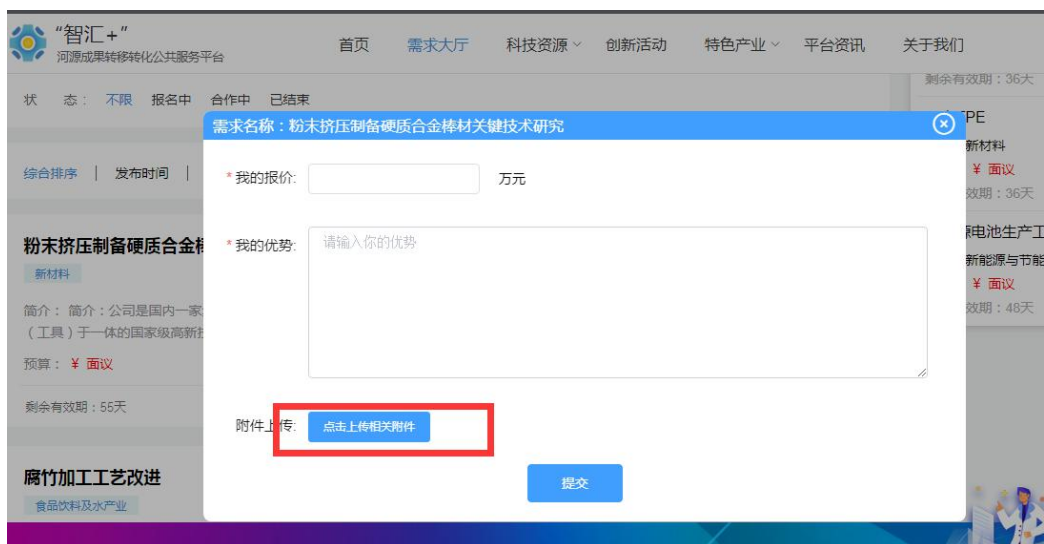 “智汇+”
河源成果转移转化公共服务平台
首页 需求大厅 科技资源 创新活动 特色产业 平台资讯 关于我们
剩余有效期：36天
状 态： 不限 报名中 合作中 已结束
需求名称：粉末挤压制备硬质合金棒材关键技术研究
PE
新材料
¥ 面议
效期：36天
综合排序 | 发布时间 |
*我的报价: 万元
粉末挤压制备硬质合金棒
新材料
*我的优势: 请输入你的优势
电池生产工
新能源与节能
¥ 面议
效期：48天
简介： 简介：公司是国内一家
（工具）于一体的国家级高新技
预算： ¥ 面议
剩余有效期：55天
附件上传: 点击上传相关附件
提交
腐竹加工工艺改进
食品饮料及水产业